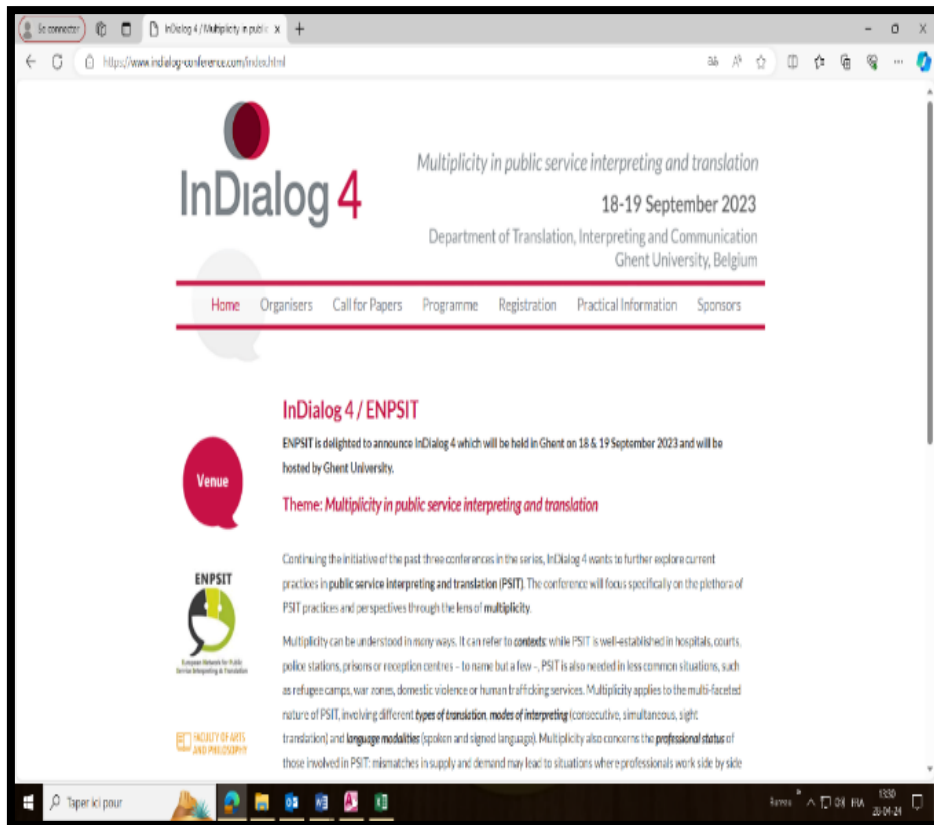 Se connecter
InDialog 4 / Multiplicity in public
https://www.indialog-conference.com/index.html
InDialog 4
Multiplicity in public service interpreting and translation
18-19 September 2023
Department of Translation, Interpreting and Communication
Ghent University, Belgium
Home Organisers Call for Papers Programme Registration Practical Information Sponsors
InDialog 4 / ENPSIT
ENPSIT is delighted to announce InDialog 4 which will be held in Ghent on 18 & 19 September 2023 and will
be hosted by Ghent University.
Venue
Theme: Multiplicity in public service interpreting and translation
Continuing the initiative of the past three conferences in the series, InDialog 4 wants to further explore current
practices in public service interpreting and translation (PSIT). The conference will focus specifically on the plethora of
PSIT practices and perspectives through the lens of multiplicity.
ENPSIT
European Network for Public
Service Interpreting & Translation
Multiplicity can be understood in many ways. It can refer to contexts: while PSIT is well-established in hospitals, courts,
police stations, prisons or reception centres – to name but a few –, PSIT is also needed in less common situations, such
as refugee camps, war zones, domestic violence or human trafficking services. Multiplicity applies to the multi-faceted
nature of PSIT, involving different types of translation, modes of interpreting (consecutive, simultaneous, sight
translation) and language modalities (spoken and signed language). Multiplicity also concerns the professional status of
those involved in PSIT: mismatches in supply and demand may lead to situations where professionals work side by side
FACULTY OF ARTS
AND PHILOSOPHY
Taper ici pour
FRA
13:30